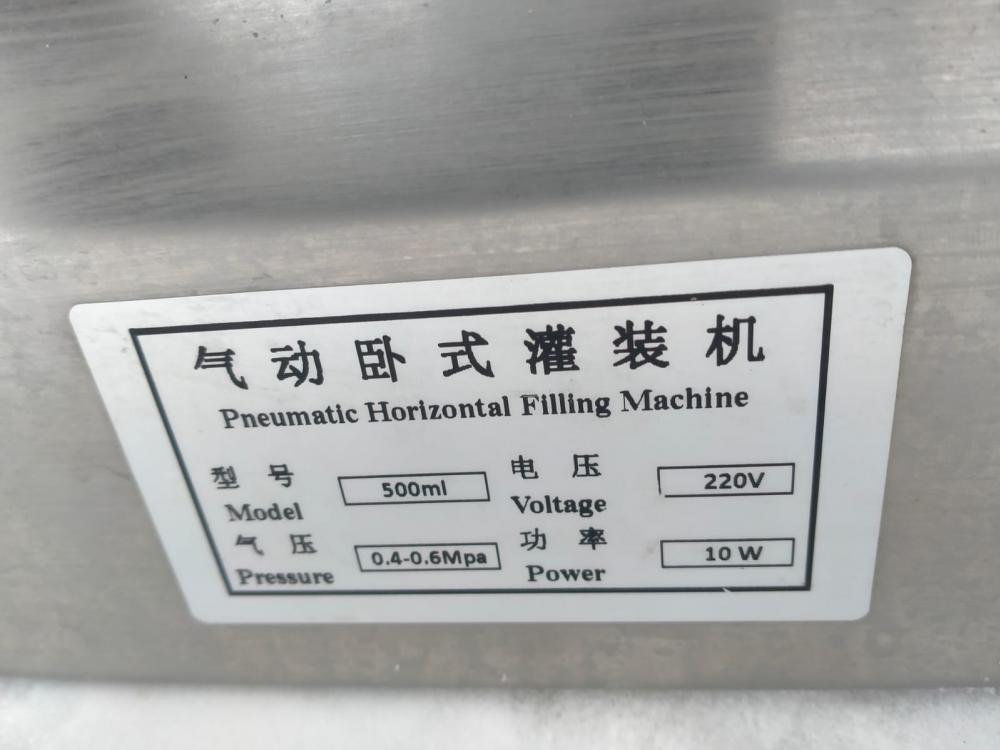 气动卧式灌装机
Pneumatic Horizontal Filling Machine
型号 500ml 电压 220V
Model Voltage
气压 0.4-0.6Mpa 功率 10 W
Pressure Power